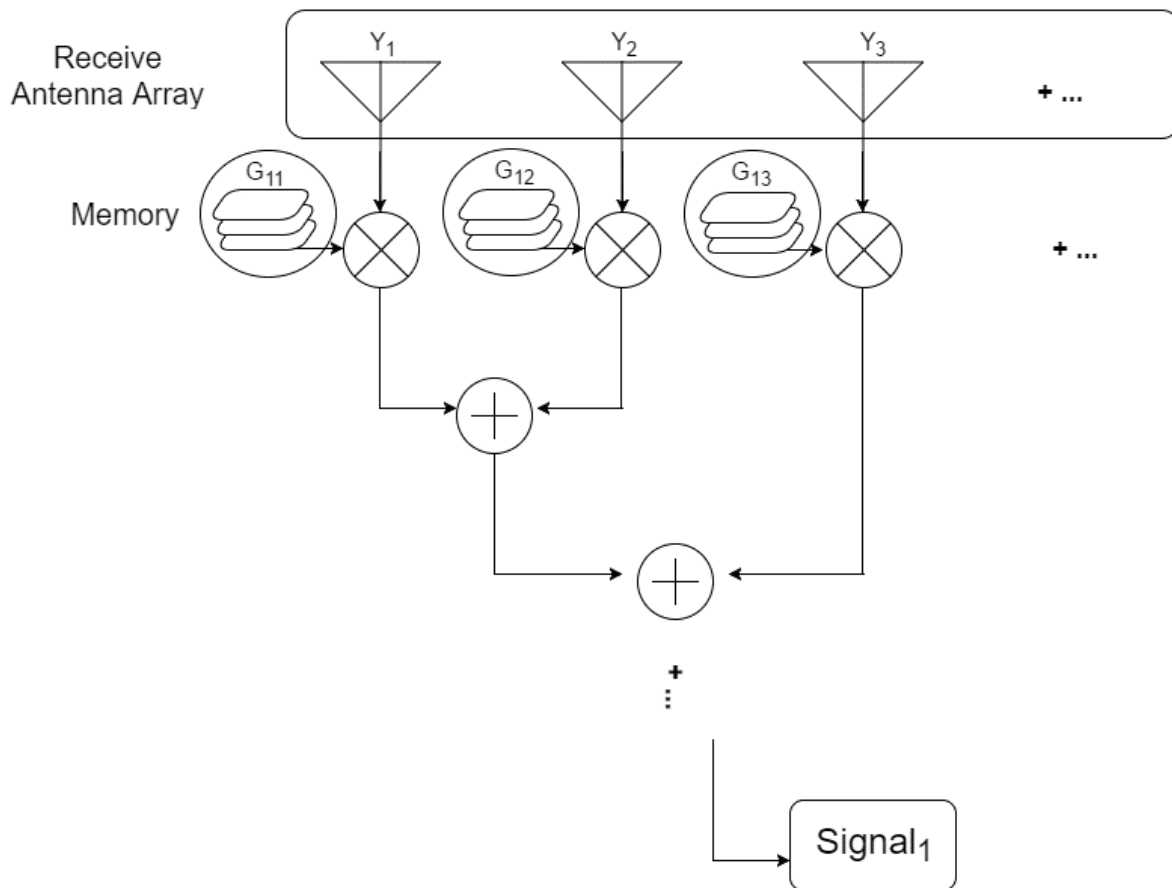 Receive
Antenna Array
Y1
Y2
Y3
+ ...
Memory
G11
G12
G13
+ ...
+
...
Signal1